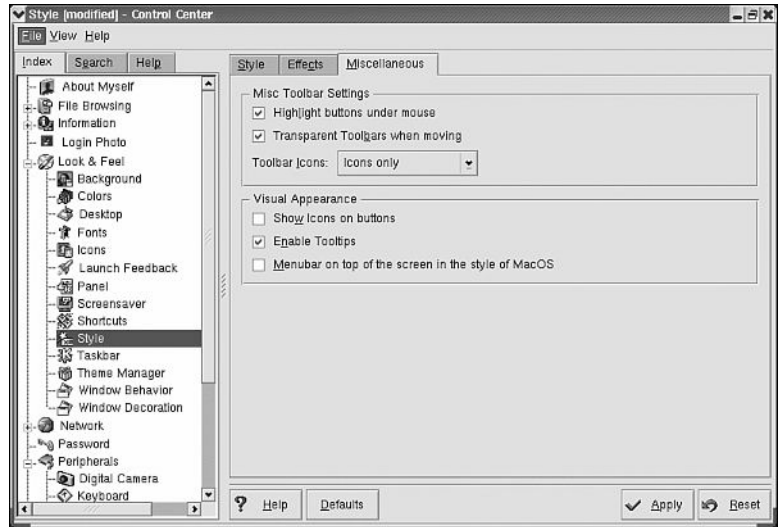 Style [modified] - Control Center
File View Help
Index Search Help
About Myself
File Browsing
Information
Login Photo
Look & Feel
Background
Colors
Desktop
Fonts
Icons
Launch Feedback
Panel
Screensaver
Shortcuts
Style
Taskbar
Theme Manager
Window Behavior
Window Decoration
Network
Password
Peripherals
Digital Camera
Keyboard
Style Effects Miscellaneous
Misc Toolbar Settings
Highlight buttons under mouse
Transparent Toolbars when moving
Toolbar Icons: Icons only
Visual Appearance
Show Icons on buttons
Enable Tooltips
Menubar on top of the screen in the style of MacOS
? Help Defaults Apply Reset